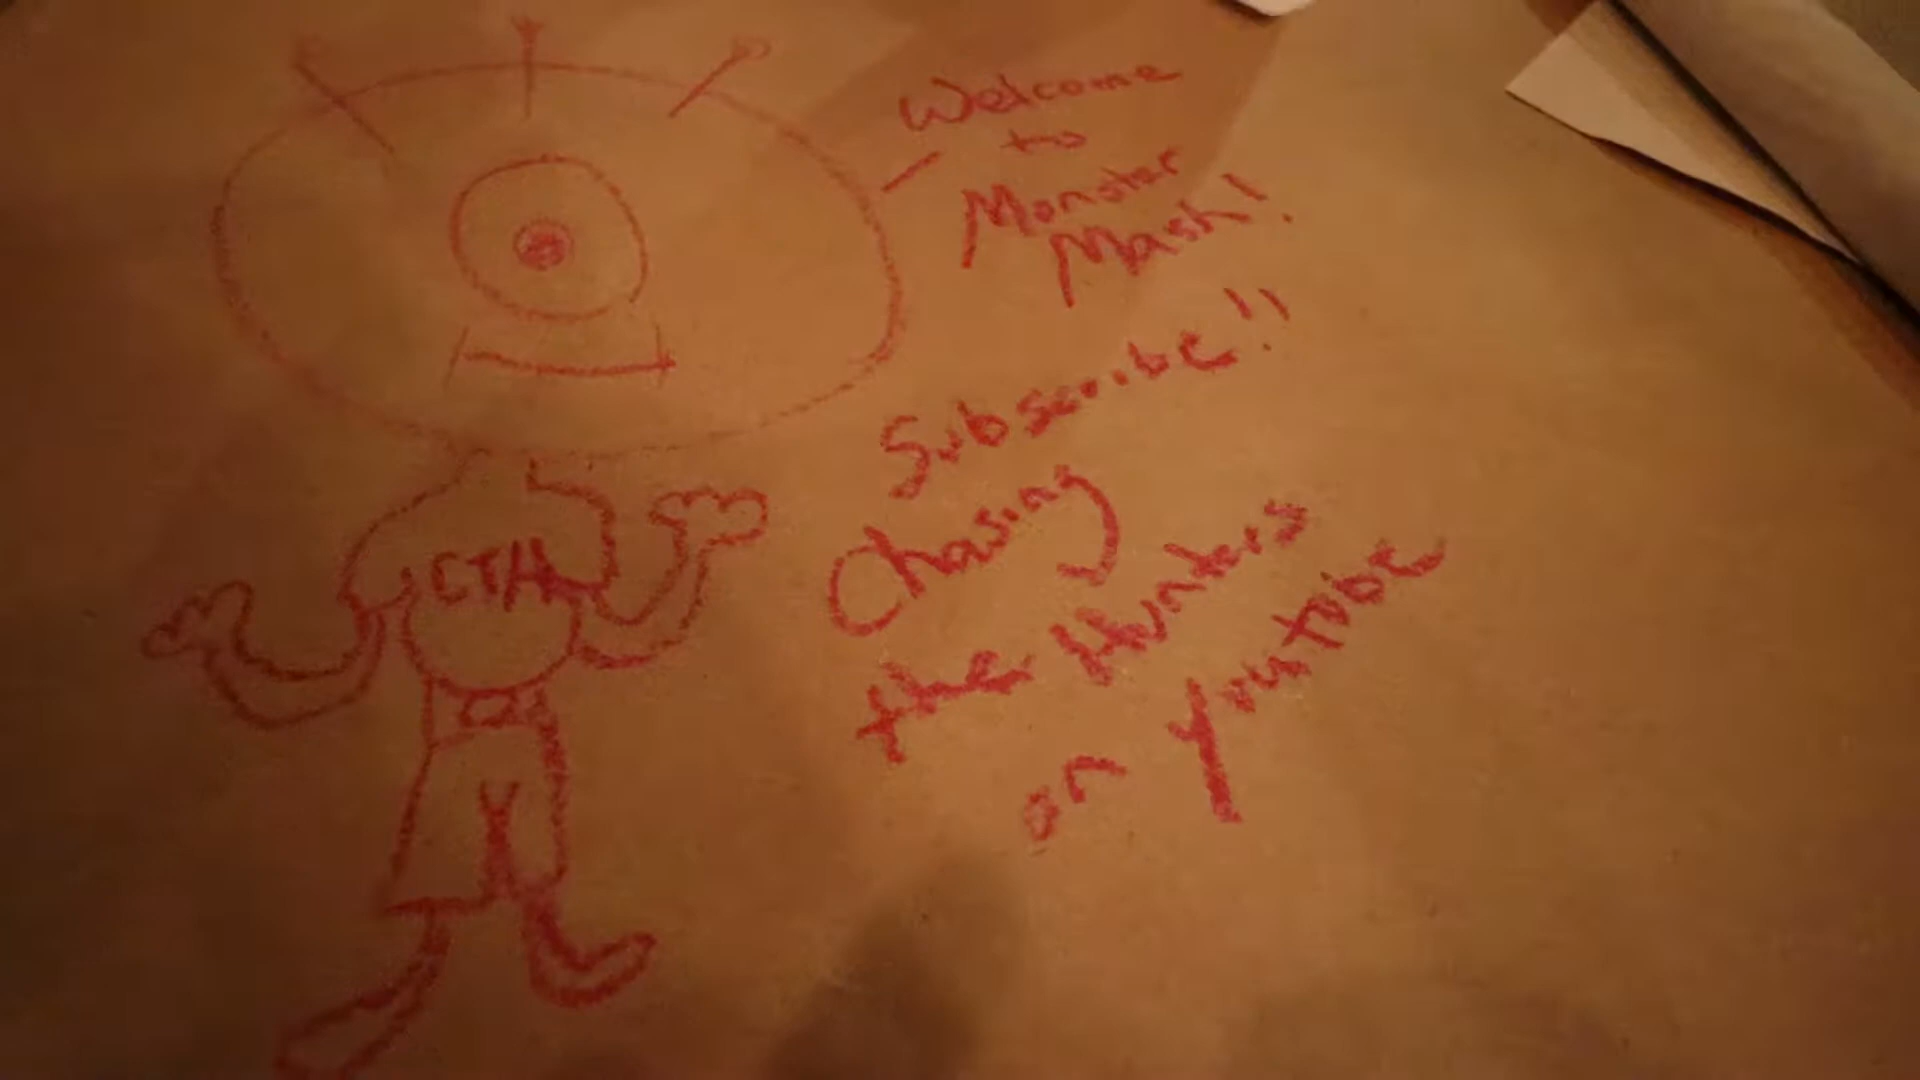 Welcome
to
Monster
Mash!
Subscribe!!
Chasing
the Hunters
on Youtube
CTH